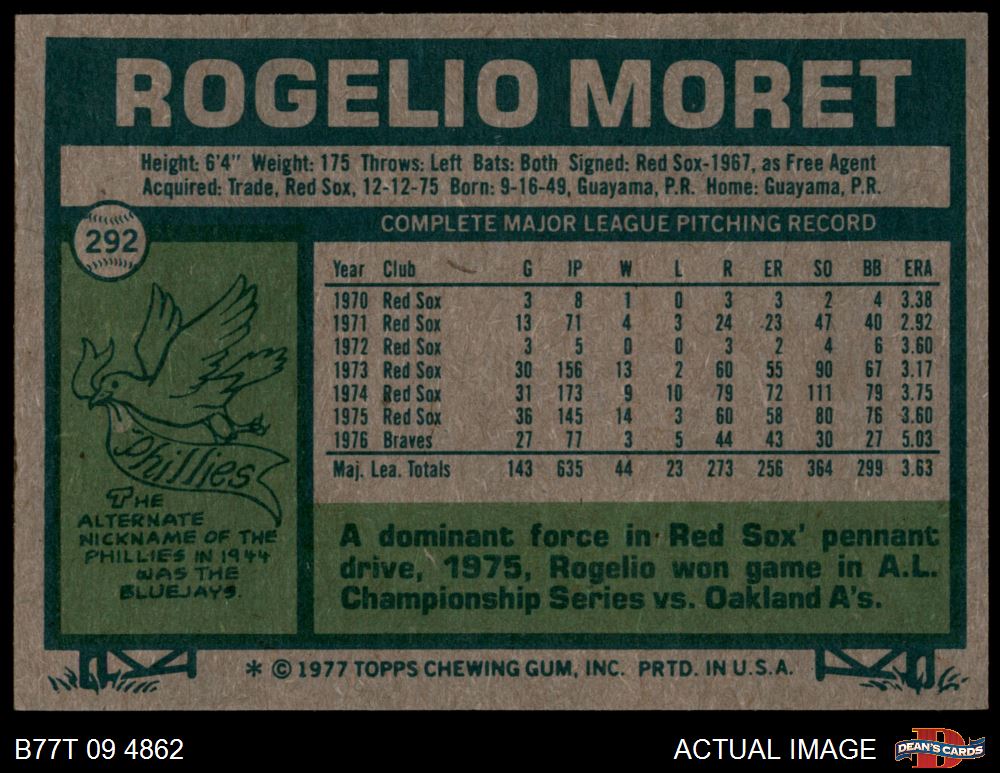 ROGELIO MORET
Height: 6'4" Weight: 175 Throws: Left Bats: Both Signed: Red Sox-1967, as Free Agent
Acquired: Trade, Red Sox, 12-12-75 Born: 9-16-49, Guayama, P.R. Home: Guayama, P.R.
292
COMPLETE MAJOR LEAGUE PITCHING RECORD
Year Club G IP W L R ER SO BB ERA
1970 Red Sox 3 8 1 0 3 3 2 4 3.38
1971 Red Sox 13 71 4 3 24 23 47 40 2.92
1972 Red Sox 3 5 0 0 3 2 4 6 3.60
1973 Red Sox 30 156 13 2 60 55 90 67 3.17
1974 Red Sox 31 173 9 10 79 72 111 79 3.75
1975 Red Sox 36 145 14 3 60 58 80 76 3.60
1976 Braves 27 77 3 5 44 43 30 27 5.03
Maj. Lea. Totals 143 635 44 23 273 256 364 299 3.63
Phillies
THE
ALTERNATE
NICKNAME OF THE
PHILLIES IN 1944
WAS THE
BLUEJAYS.
A dominant force in Red Sox' pennant
drive, 1975, Rogelio won game in A.L.
Championship Series vs. Oakland A's.
* © 1977 TOPPS CHEWING GUM, INC. PRTD. IN U.S.A.
B77T 09 4862
ACTUAL IMAGE
D
DEAN'S CARDS